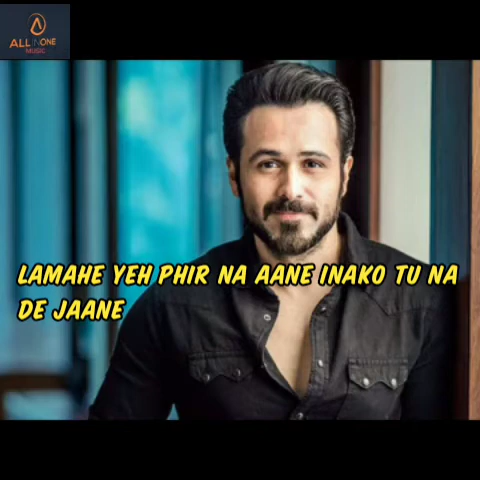 ALL IN ONE
MUSIC
LAMAHE YEH PHIR NA AANE INAKO TU NA
DE JAANE